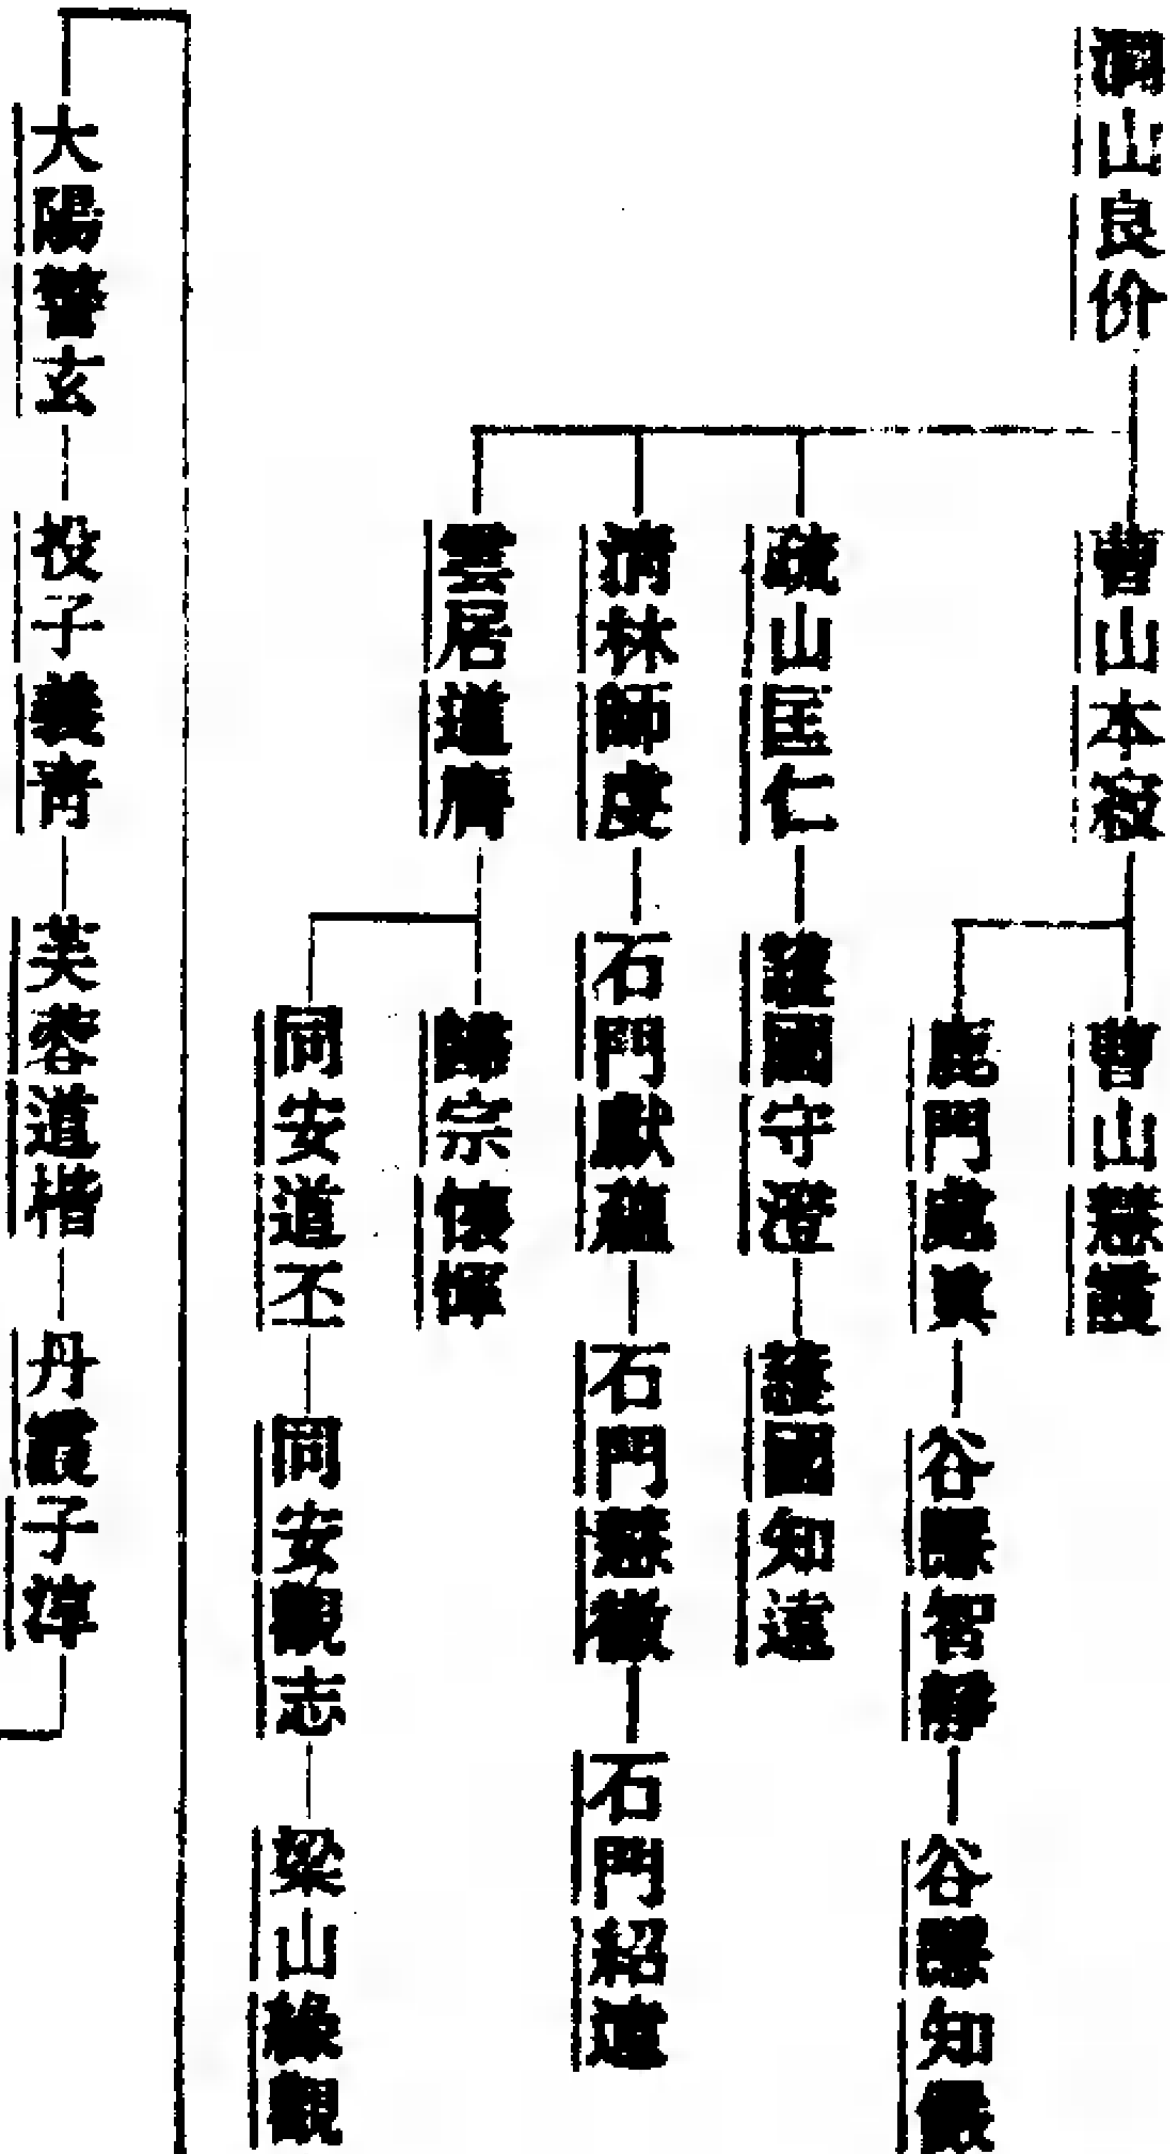 洞山良价
曹山本寂
曹山慧護
鹿門處真
谷隱智靜
谷隱知儼
疏山匡仁
護國守澄
護國知遠
清林師虔
石門獻蘊
石門慧徹
石門紹遠
雲居道膺
歸宗懷惲
同安道丕
同安觀志
梁山緣觀
大陽警玄
投子義青
芙蓉道楷
丹霞子淳